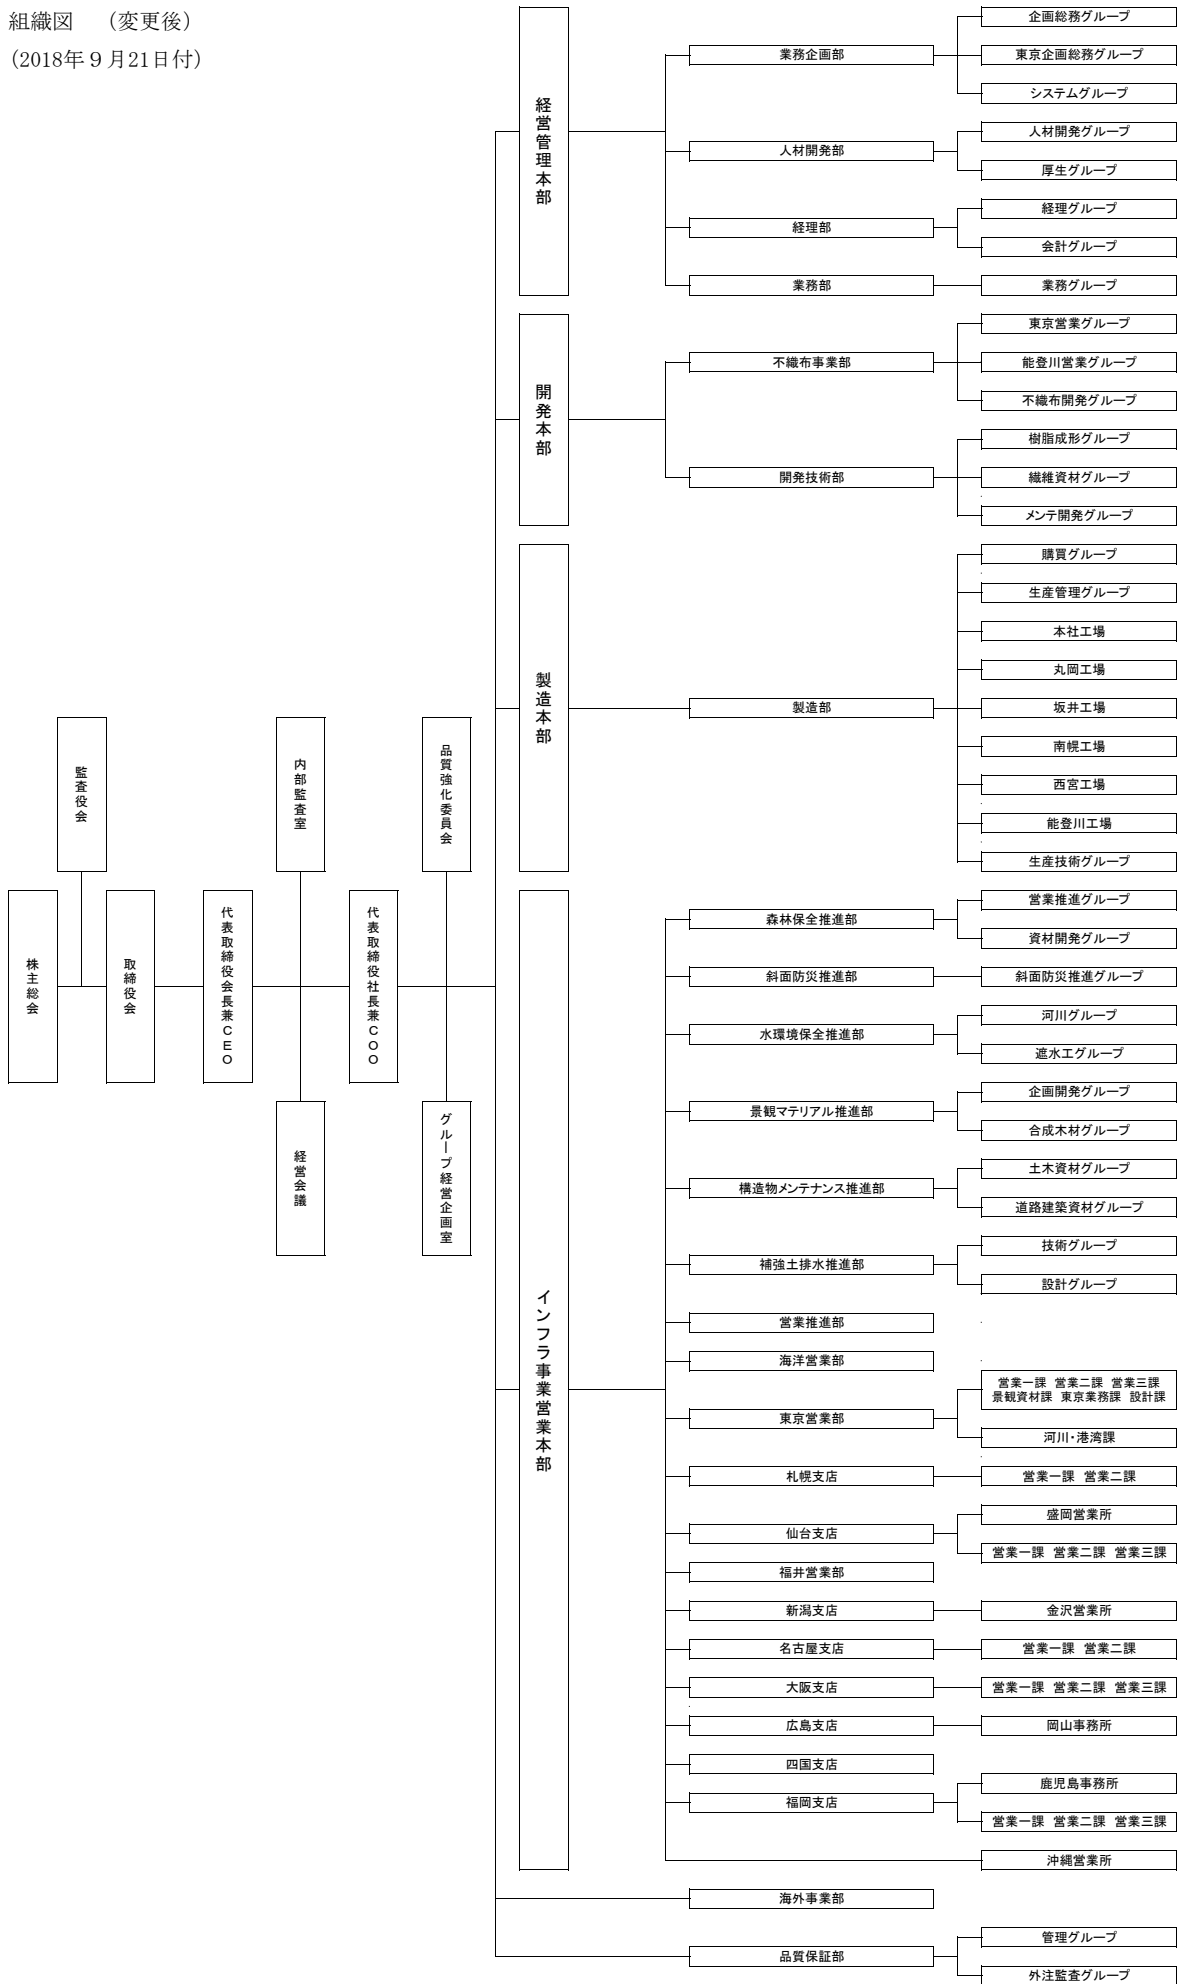 組織図 （変更後）
（2018年９月21日付）
監査役会
内部監査室
品質強化委員会
株主総会
取締役会
代表取締役会長兼ＣＥＯ
代表取締役社長兼ＣＯＯ
経営会議
グループ経営企画室
経営管理本部
業務企画部
企画総務グループ
東京企画総務グループ
システムグループ
人材開発部
人材開発グループ
厚生グループ
経理部
経理グループ
会計グループ
業務部
業務グループ
開発本部
不織布事業部
東京営業グループ
能登川営業グループ
不織布開発グループ
開発技術部
樹脂成形グループ
繊維資材グループ
メンテ開発グループ
製造本部
製造部
購買グループ
生産管理グループ
本社工場
丸岡工場
坂井工場
南幌工場
西宮工場
能登川工場
生産技術グループ
インフラ事業営業本部
森林保全推進部
営業推進グループ
資材開発グループ
斜面防災推進部
斜面防災推進グループ
水環境保全推進部
河川グループ
遮水工グループ
景観マテリアル推進部
企画開発グループ
合成木材グループ
構造物メンテナンス推進部
土木資材グループ
道路建築資材グループ
補強土排水推進部
技術グループ
設計グループ
営業推進部
海洋営業部
東京営業部
営業一課 営業二課 営業三課
景観資材課 東京業務課 設計課
河川・港湾課
札幌支店
営業一課 営業二課
仙台支店
盛岡営業所
営業一課 営業二課 営業三課
福井営業部
新潟支店
金沢営業所
名古屋支店
営業一課 営業二課
大阪支店
営業一課 営業二課 営業三課
広島支店
岡山事務所
四国支店
福岡支店
鹿児島事務所
営業一課 営業二課 営業三課
沖縄営業所
海外事業部
品質保証部
管理グループ
外注監査グループ